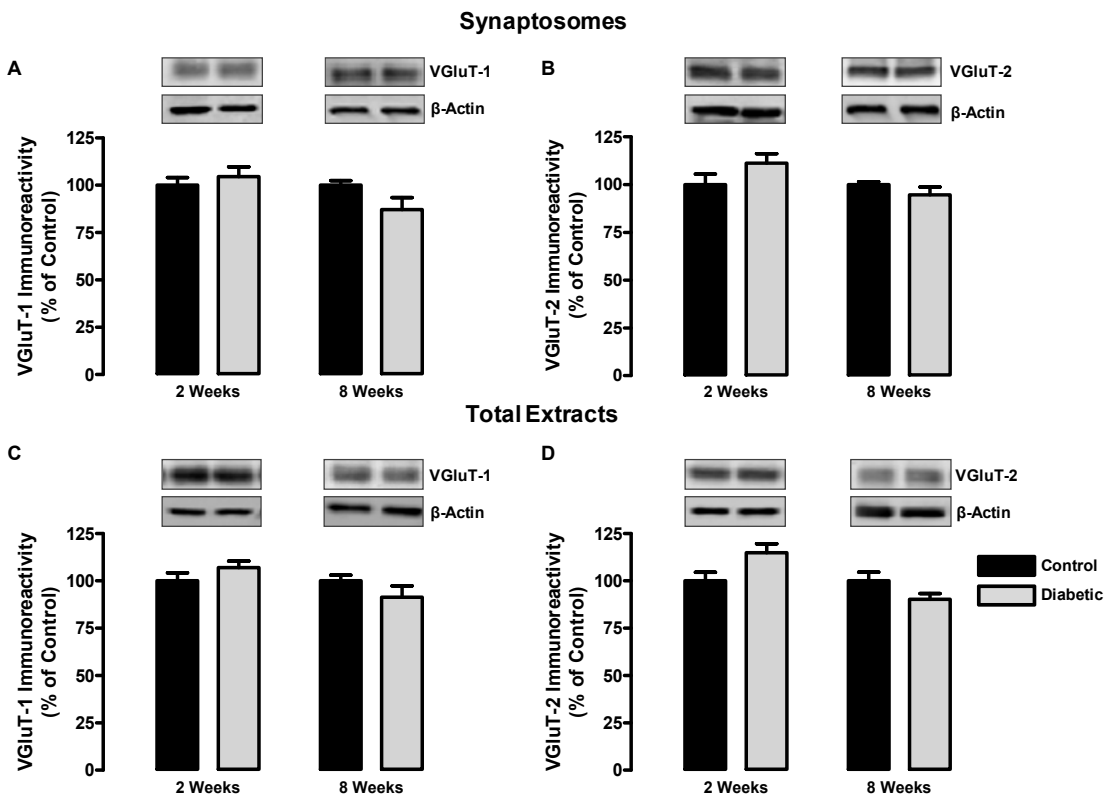 Synaptosomes
A
VGluT-1
β-Actin
VGluT-1 Immunoreactivity
(% of Control)
125
100
75
50
25
0
2 Weeks
8 Weeks
B
VGluT-2
β-Actin
VGluT-2 Immunoreactivity
(% of Control)
125
100
75
50
25
0
2 Weeks
8 Weeks
Total Extracts
C
VGluT-1
β-Actin
VGluT-1 Immunoreactivity
(% of Control)
125
100
75
50
25
0
2 Weeks
8 Weeks
D
VGluT-2
β-Actin
VGluT-2 Immunoreactivity
(% of Control)
125
100
75
50
25
0
2 Weeks
8 Weeks
Control
Diabetic